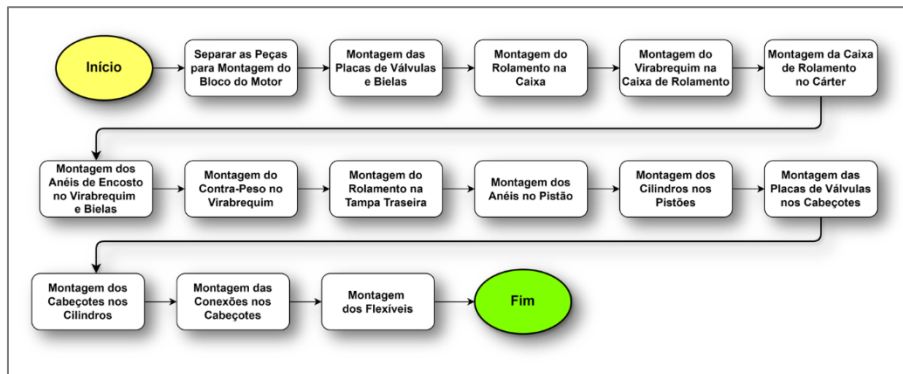 Início
Separar as Peças
para Montagem do
Bloco do Motor
Montagem das
Placas de Válvulas
e Bielas
Montagem do
Rolamento na
Caixa
Montagem do
Virabrequim na
Caixa de Rolamento
Montagem da Caixa
de Rolamento
no Cárter
Montagem dos
Anéis de Encosto
no Virabrequim
e Bielas
Montagem do
Contra-Peso no
Virabrequim
Montagem do
Rolamento na
Tampa Traseira
Montagem dos
Anéis no Pistão
Montagem dos
Cilindros nos
Pistões
Montagem das
Placas de Válvulas
nos Cabeçotes
Montagem dos
Cabeçotes nos
Cilindros
Montagem das
Conexões nos
Cabeçotes
Montagem
dos Flexíveis
Fim